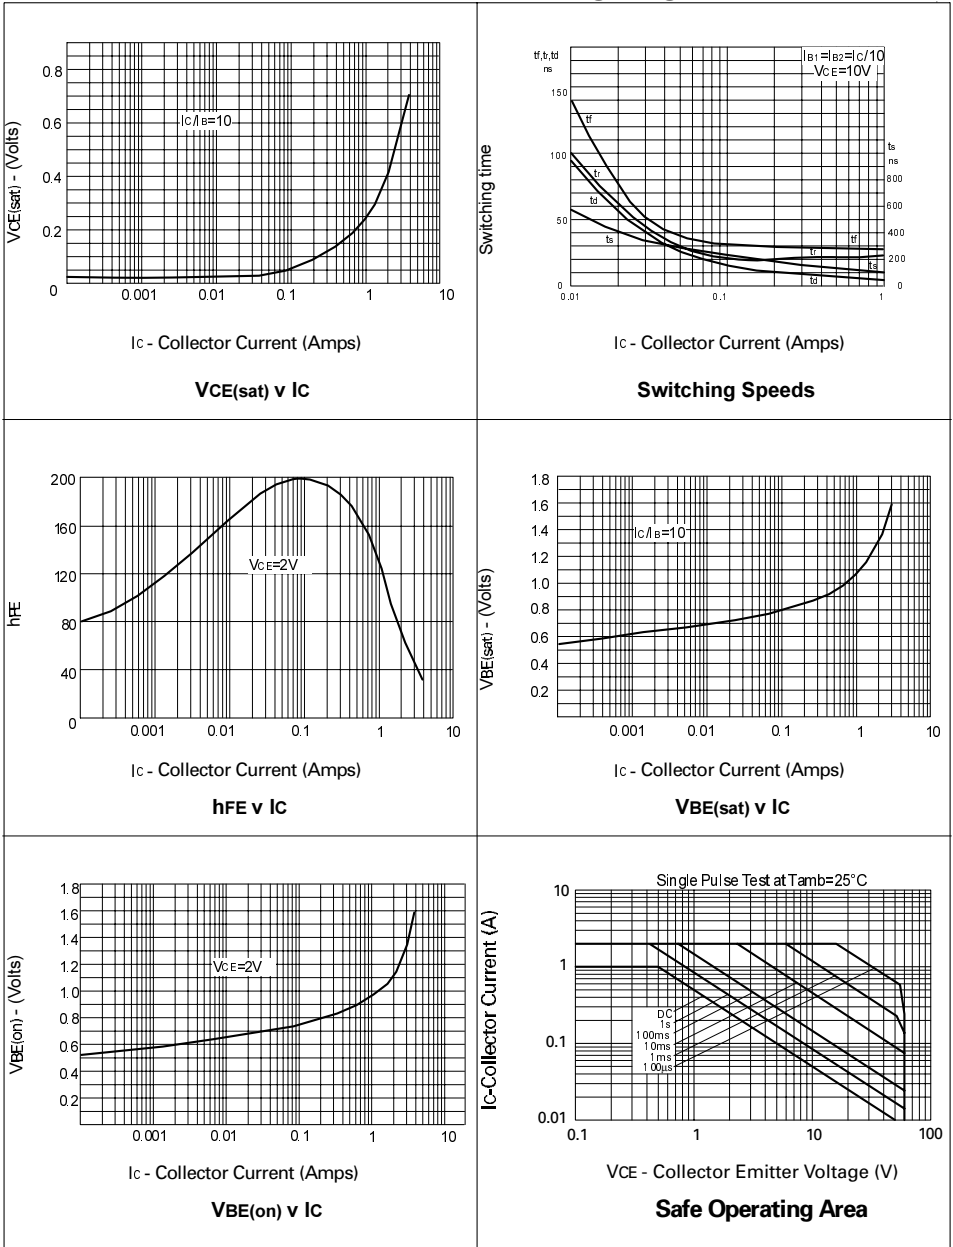 0.8
0.6
0.4
0.2
0
0.001
0.01
0.1
1
10
IC/IB=10
VCE(sat) - (Volts)
IC - Collector Current (Amps)
VCE(sat) v IC
tf,tr,td
ns
150
100
50
0
0.01
0.1
1
IB1=IB2=IC/10
VCE=10V
ts
ns
800
600
400
200
0
tf
tr
td
ts
tf
tr
ts
td
Switching time
IC - Collector Current (Amps)
Switching Speeds
200
160
120
80
40
0
0.001
0.01
0.1
1
10
VCE=2V
hFE
IC - Collector Current (Amps)
hFE v IC
1.8
1.6
1.4
1.2
1.0
0.8
0.6
0.4
0.2
0.001
0.01
0.1
1
10
IC/IB=10
VBE(sat) - (Volts)
IC - Collector Current (Amps)
VBE(sat) v IC
1.8
1.6
1.4
1.2
1.0
0.8
0.6
0.4
0.2
0.001
0.01
0.1
1
10
VCE=2V
VBE(on) - (Volts)
IC - Collector Current (Amps)
VBE(on) v IC
Single Pulse Test at Tamb=25°C
10
1
0.1
0.01
0.1
1
10
100
DC
1s
100ms
10ms
1ms
100µs
IC-Collector Current (A)
VCE - Collector Emitter Voltage (V)
Safe Operating Area